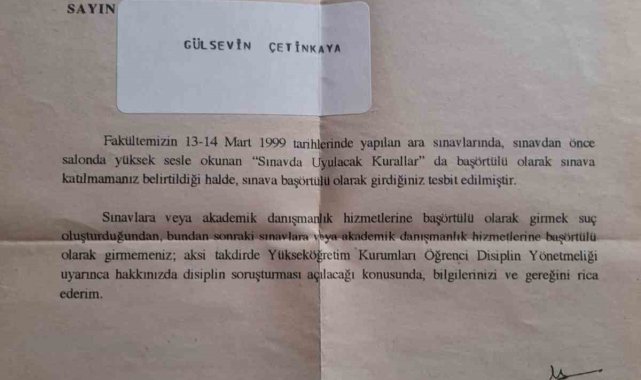 SAYIN
GÜLSEVİN ÇETİNKAYA
Fakültemizin 13-14 Mart 1999 tarihlerinde yapılan ara sınavlarında, sınavdan önce
salonda yüksek sesle okunan “Sınavda Uyulacak Kurallar” da başörtülü olarak sınava
katılmamanız belirtildiği halde, sınava başörtülü olarak girdiğiniz tesbit edilmiştir.
Sınavlara veya akademik danışmanlık hizmetlerine başörtülü olarak girmek suç
oluşturduğundan, bundan sonraki sınavlara veya akademik danışmanlık hizmetlerine başörtülü
olarak girmemeniz; aksi takdirde Yükseköğretim Kurumları Öğrenci Disiplin Yönetmeliği
uyarınca hakkınızda disiplin soruşturması açılacağı konusunda, bilgilerinizi ve gereğini rica
ederim.